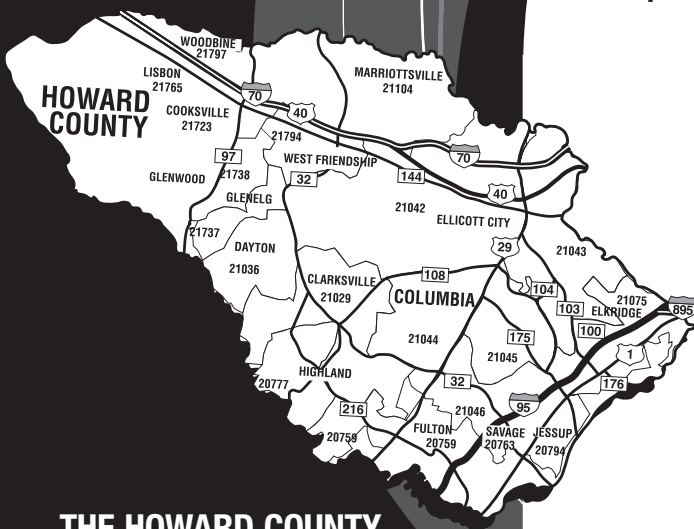 WOODBINE
21797
LISBON
21765
MARRIOTTSVILLE
21104
HOWARD
COUNTY
70
40
COOKSVILLE
21723
21794
97
WEST FRIENDSHIP
144
70
GLENWOOD
21738
32
40
GLENELG
21042
ELLICOTT CITY
21737
29
DAYTON
21036
21043
108
CLARKSVILLE
21029
COLUMBIA
104
103
21075
ELKRIDGE
895
100
21044
175
21045
1
HIGHLAND
20777
32
176
95
216
21046
20759
FULTON
20759
SAVAGE
20763
JESSUP
20794
THE HOWARD COUNTY